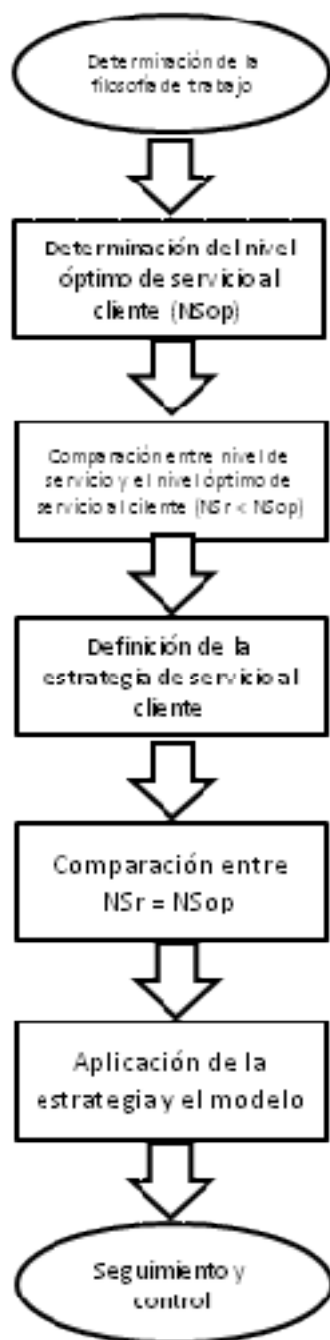 Determinación de la
filosofía de trabajo
Determinación del nivel
óptimo de servicio al
cliente (NSop)
Comparación entre nivel de
servicio y el nivel óptimo de
servicio al cliente (NSr < NSop)
Definición de la
estrategia de servicio al
cliente
Comparación entre
NSr = NSop
Aplicación de la
estrategia y el modelo
Seguimiento y
control